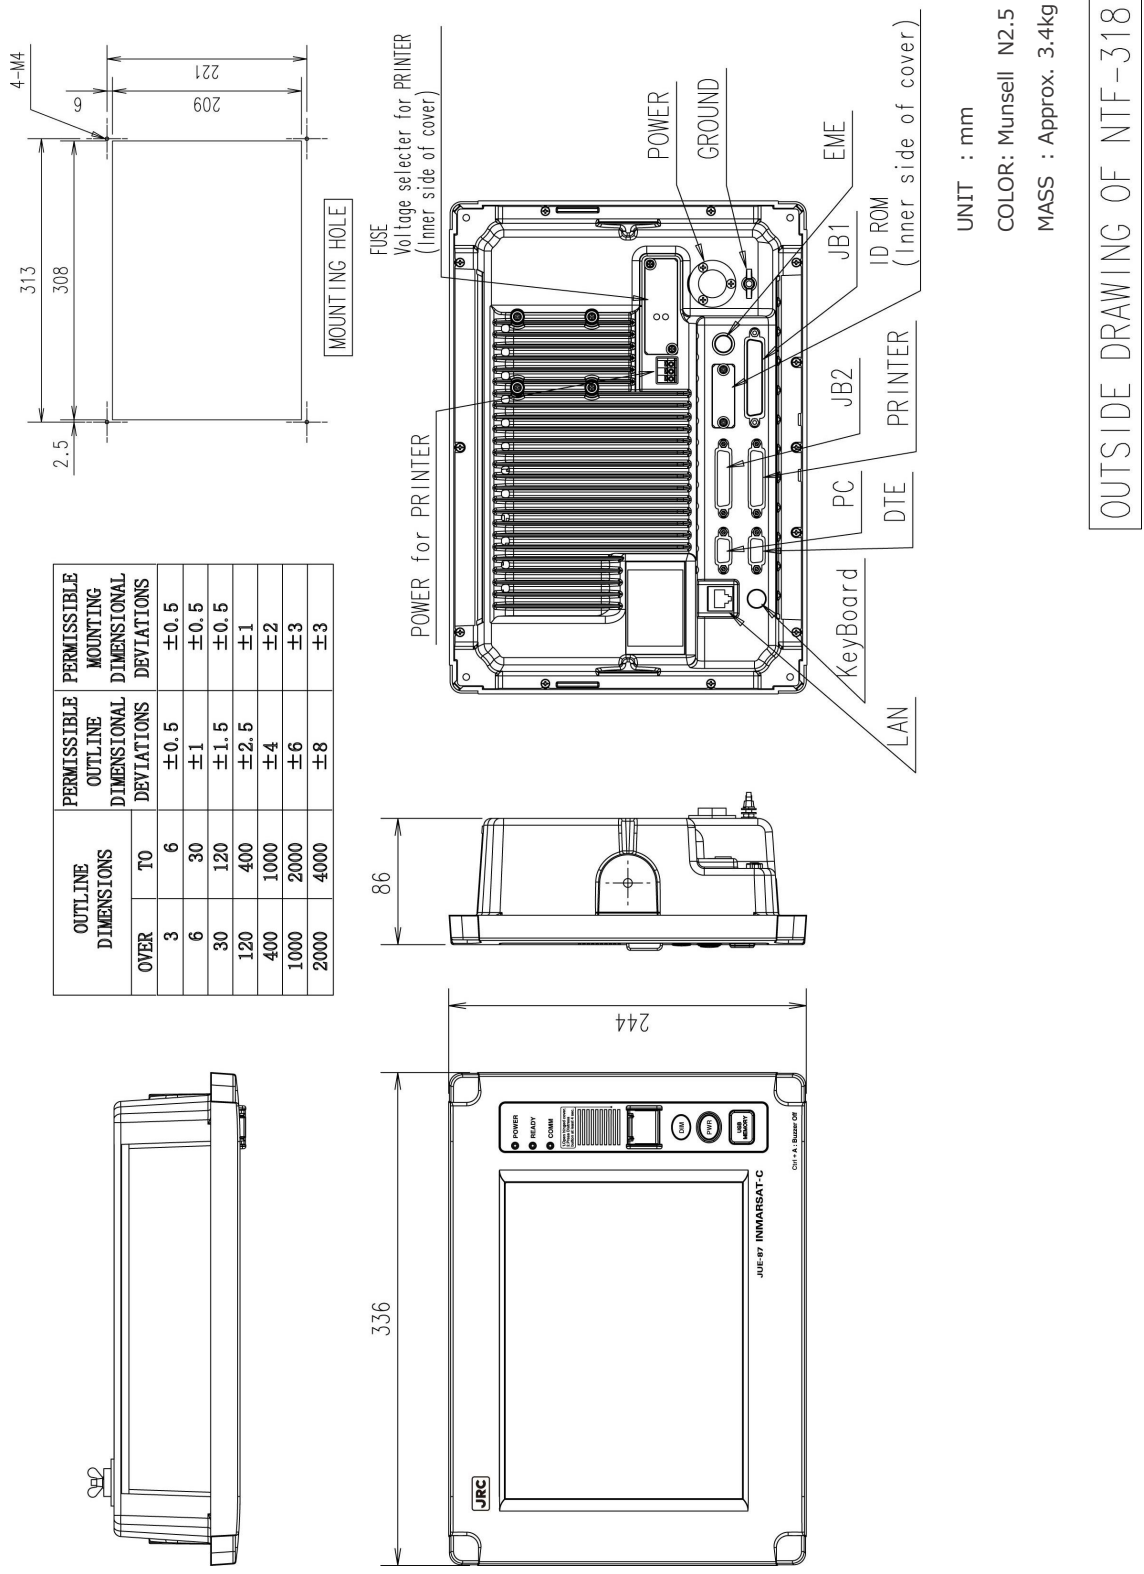 JRC
POWER
READY
COMM
DIM
PWR
USB
MEMORY
JUE-87 INMARSAT-C
Ctrl + A : Buzzer Off
336
244
86
OUTLINE
DIMENSIONS
PERMISSIBLE
OUTLINE
DIMENSIONAL
DEVIATIONS
PERMISSIBLE
MOUNTING
DIMENSIONAL
DEVIATIONS
OVER TO
3 6 ±0.5 ±0.5
6 30 ±1 ±0.5
30 120 ±1.5 ±0.5
120 400 ±2.5 ±1
400 1000 ±4 ±2
1000 2000 ±6 ±3
2000 4000 ±8 ±3
313
308
2.5
4-M4
6
209
221
MOUNTING HOLE
FUSE
Voltage selecter for PRINTER
(Inner side of cover)
POWER for PRINTER
POWER
GROUND
EME
JB1
ID ROM
(Inner side of cover)
JB2
PRINTER
PC
DTE
KeyBoard
LAN
UNIT : mm
COLOR: Munsell N2.5
MASS : Approx. 3.4kg
OUTSIDE DRAWING OF NTF-318